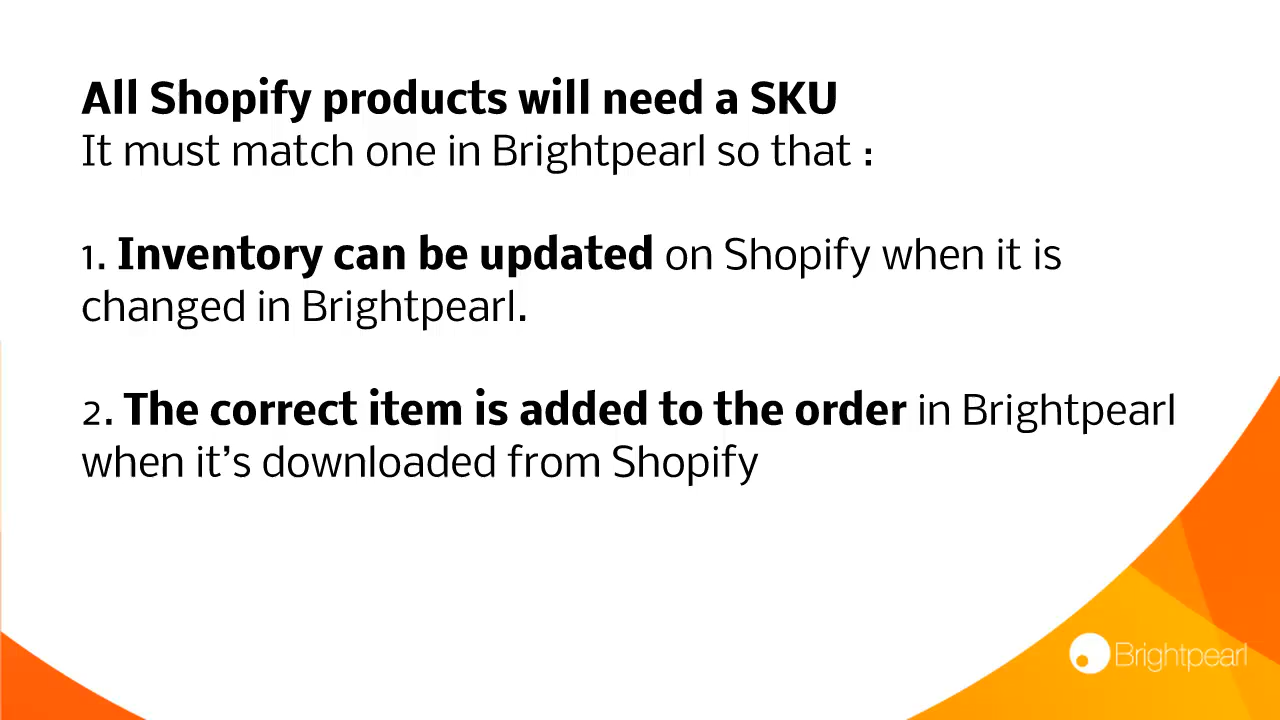 All Shopify products will need a SKU
It must match one in Brightpearl so that :
1. Inventory can be updated on Shopify when it is
changed in Brightpearl.
2. The correct item is added to the order in Brightpearl
when it’s downloaded from Shopify
Brightpearl